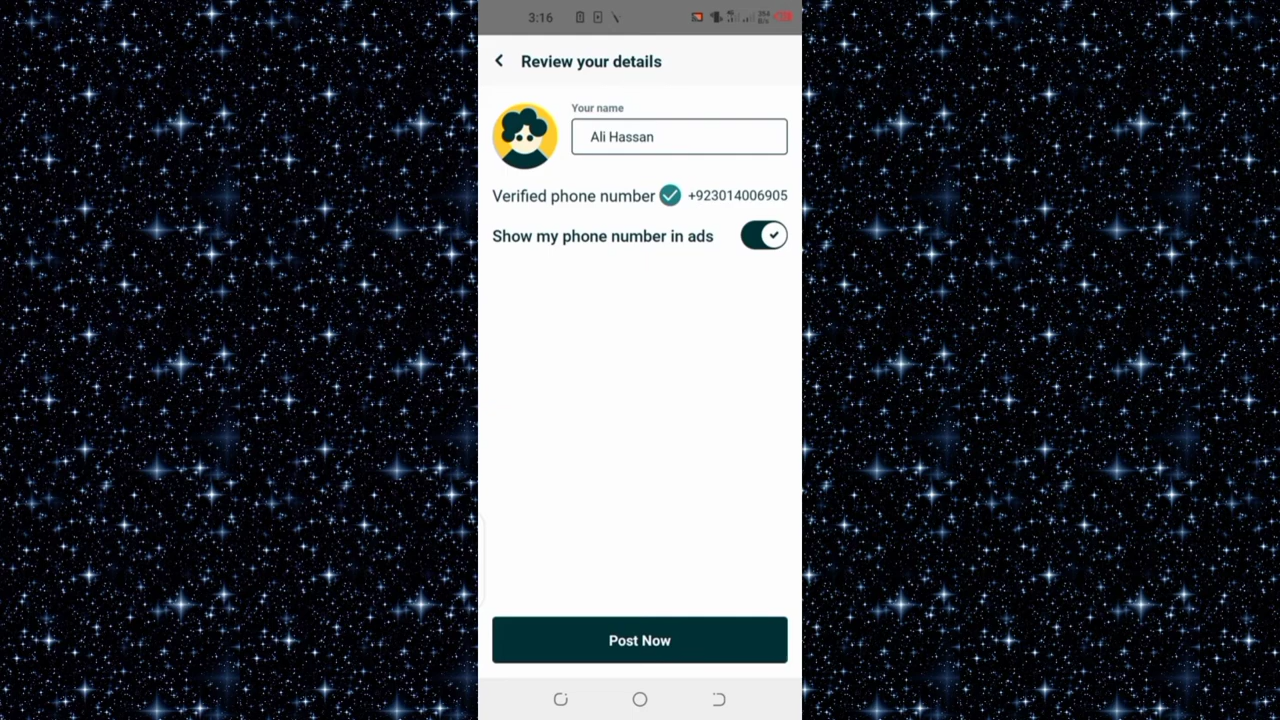 3:16
Review your details
Your name
Ali Hassan
Verified phone number +923014006905
Show my phone number in ads
Post Now